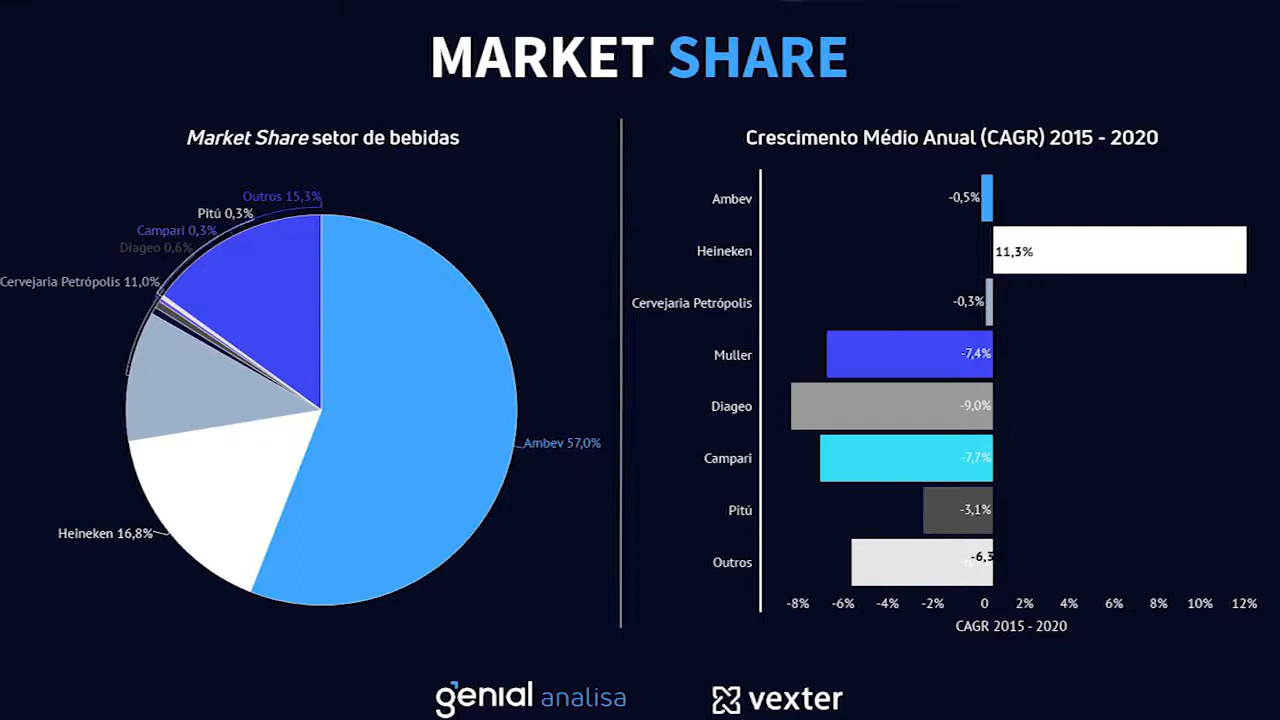 MARKET SHARE
Market Share setor de bebidas
Outros 15,3%
Pitú 0,3%
Campari 0,3%
Diageo 0,6%
Cervejaria Petrópolis 11,0%
Ambev 57,0%
Heineken 16,8%
Crescimento Médio Anual (CAGR) 2015 - 2020
Ambev -0,5%
Heineken 11,3%
Cervejaria Petrópolis -0,3%
Muller -7,4%
Diageo -9,0%
Campari -7,7%
Pitú -3,1%
Outros -6,3
-8% -6% -4% -2% 0 2% 4% 6% 8% 10% 12%
CAGR 2015 - 2020
genial analisa
vexter